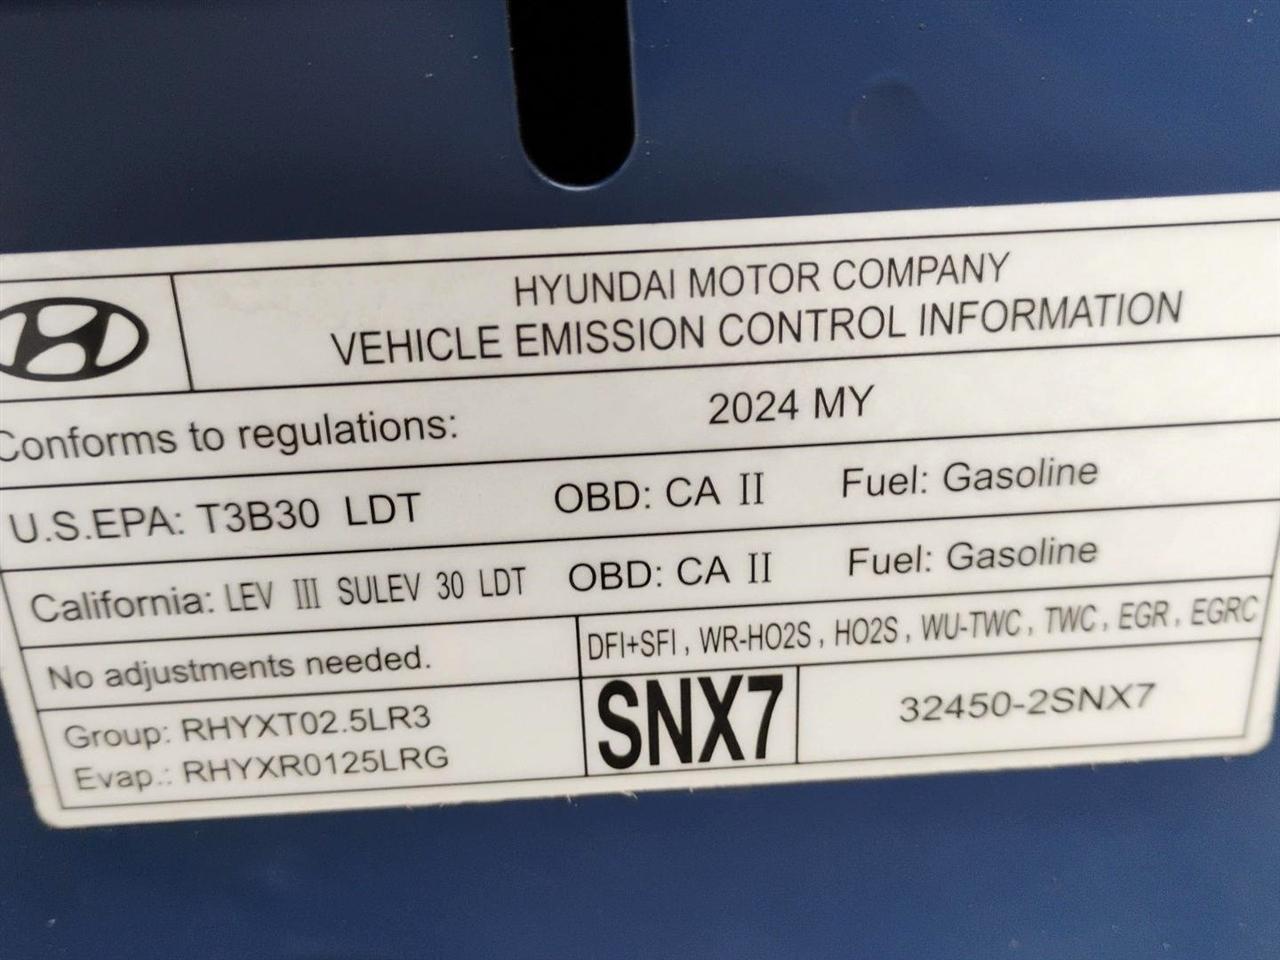 HYUNDAI MOTOR COMPANY
VEHICLE EMISSION CONTROL INFORMATION
Conforms to regulations: 2024 MY
U.S.EPA: T3B30 LDT OBD: CA II Fuel: Gasoline
California: LEV III SULEV 30 LDT OBD: CA II Fuel: Gasoline
No adjustments needed.
DFI+SFI, WR-HO2S, HO2S, WU-TWC, TWC, EGR, EGRC
Group: RHYXT02.5LR3
Evap.: RHYXR0125LRG
SNX7
32450-2SNX7